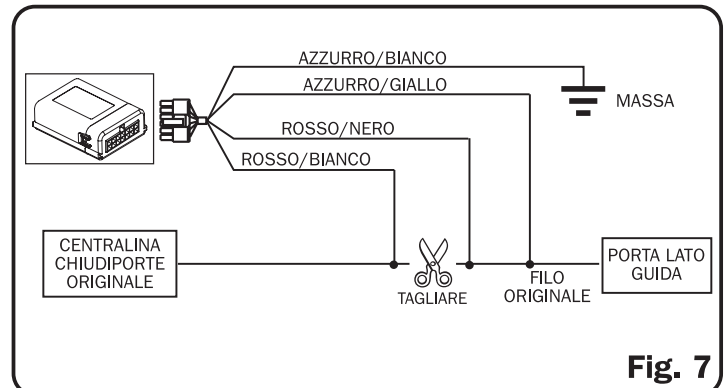 AZZURRO/BIANCO
AZZURRO/GIALLO
MASSA
ROSSO/NERO
ROSSO/BIANCO
CENTRALINA
CHIUDIPORTE
ORIGINALE
TAGLIARE
FILO
ORIGINALE
PORTA LATO
GUIDA
Fig. 7